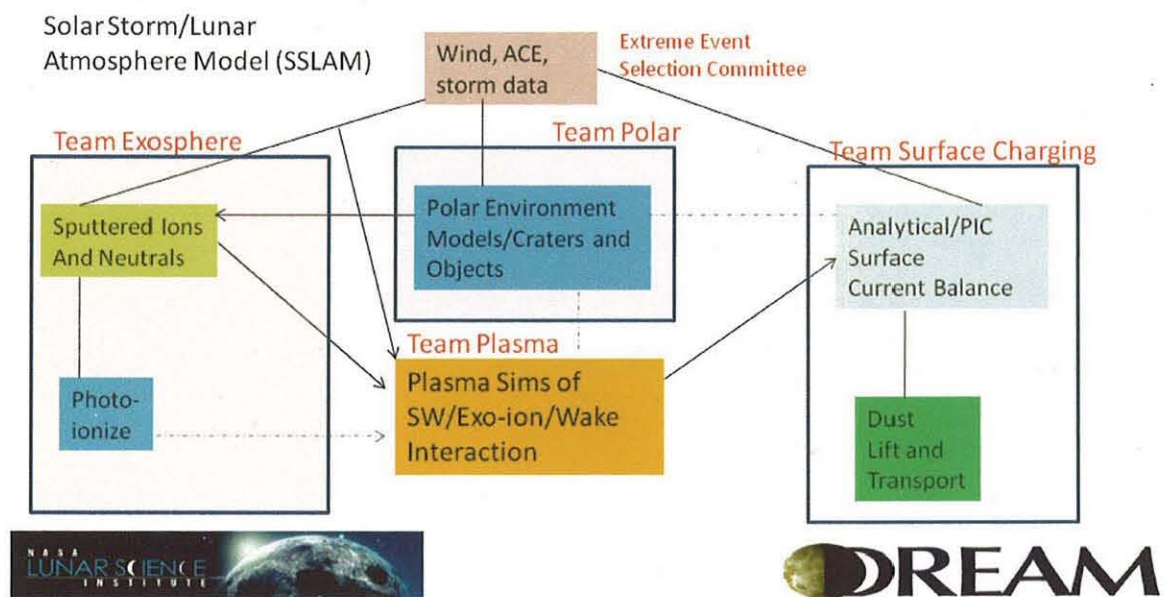 Solar Storm/Lunar
Atmosphere Model (SSLAM)
Wind, ACE,
storm data
Extreme Event
Selection Committee
Team Exosphere
Team Polar
Team Surface Charging
Sputtered Ions
And Neutrals
Polar Environment
Models/Craters and
Objects
Analytical/PIC
Surface
Current Balance
Team Plasma
Photo-
ionize
Plasma Sims of
SW/Exo-ion/Wake
Interaction
Dust
Lift and
Transport
NASA
LUNAR SCIENCE
INSTITUTE
DREAM